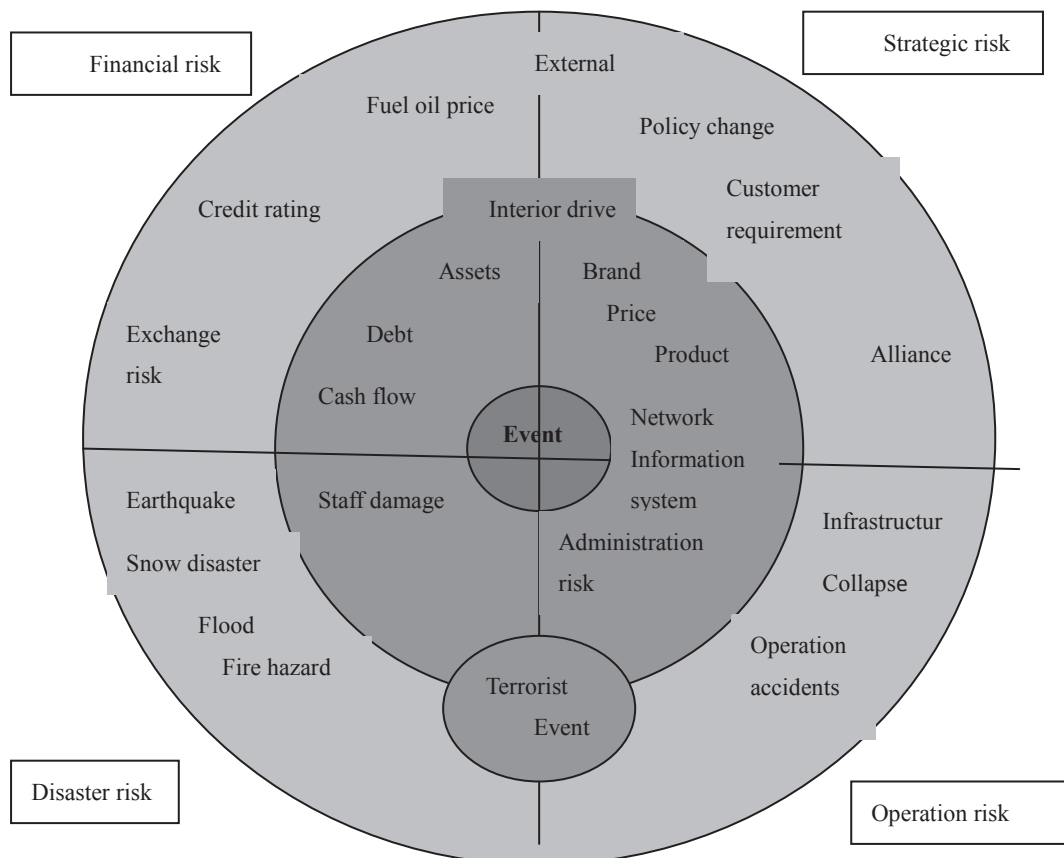 Financial risk
Strategic risk
External
Fuel oil price
Policy change
Credit rating
Customer
requirement
Interior drive
Assets
Brand
Price
Product
Exchange
risk
Debt
Cash flow
Alliance
Event
Network
Information
system
Earthquake
Staff damage
Infrastructur
Administration
risk
Snow disaster
Collapse
Flood
Fire hazard
Operation
accidents
Terrorist
Event
Disaster risk
Operation risk